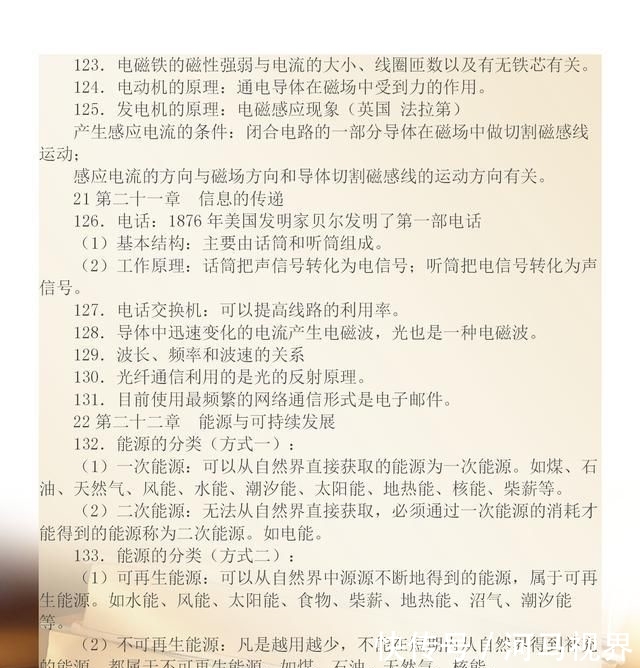 123．电磁铁的磁性强弱与电流的大小、线圈匝数以及有无铁芯有关。
124．电动机的原理：通电导体在磁场中受到力的作用。
125．发电机的原理：电磁感应现象（英国 法拉第）
产生感应电流的条件：闭合电路的一部分导体在磁场中做切割磁感线
运动；
感应电流的方向与磁场方向和导体切割磁感线的运动方向有关。
21 第二十一章　信息的传递
126．电话：1876 年美国发明家贝尔发明了第一部电话
（1）基本结构：主要由话筒和听筒组成。
（2）工作原理：话筒把声信号转化为电信号；听筒把电信号转化为声
信号。
127．电话交换机：可以提高线路的利用率。
128．导体中迅速变化的电流产生电磁波，光也是一种电磁波。
129．波长、频率和波速的关系
130．光纤通信利用的是光的反射原理。
131．目前使用最频繁的网络通信形式是电子邮件。
22 第二十二章　能源与可持续发展
132．能源的分类（方式一）：
（1）一次能源：可以从自然界直接获取的能源为一次能源。如煤、石
油、天然气、风能、水能、潮汐能、太阳能、地热能、核能、柴薪等。
（2）二次能源：无法从自然界直接获取，必须通过一次能源的消耗才
能得到的能源称为二次能源。如电能。
133．能源的分类（方式二）：
（1）可再生能源：可以从自然界中源源不断地得到的能源，属于可再
生能源。如水能、风能、太阳能、食物、柴薪、地热能、沼气、潮汐能
等。
（2）不可再生能源：凡是越用越少，不可在短期内从自然界得到补充
的能源，都属于不可再生能源。如煤、石油、天然气、核能